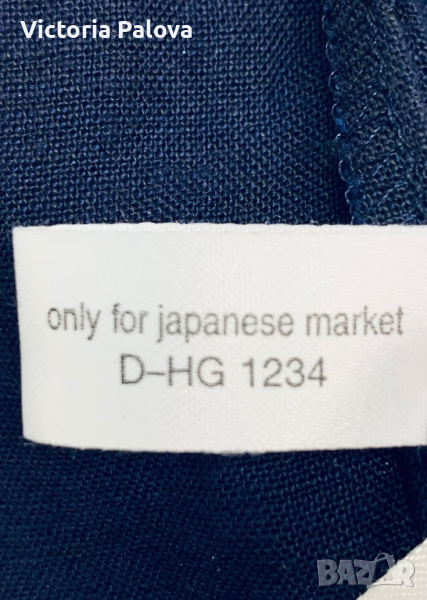 Victoria Palova
only for japanese market
D–HG 1234
BAZAR